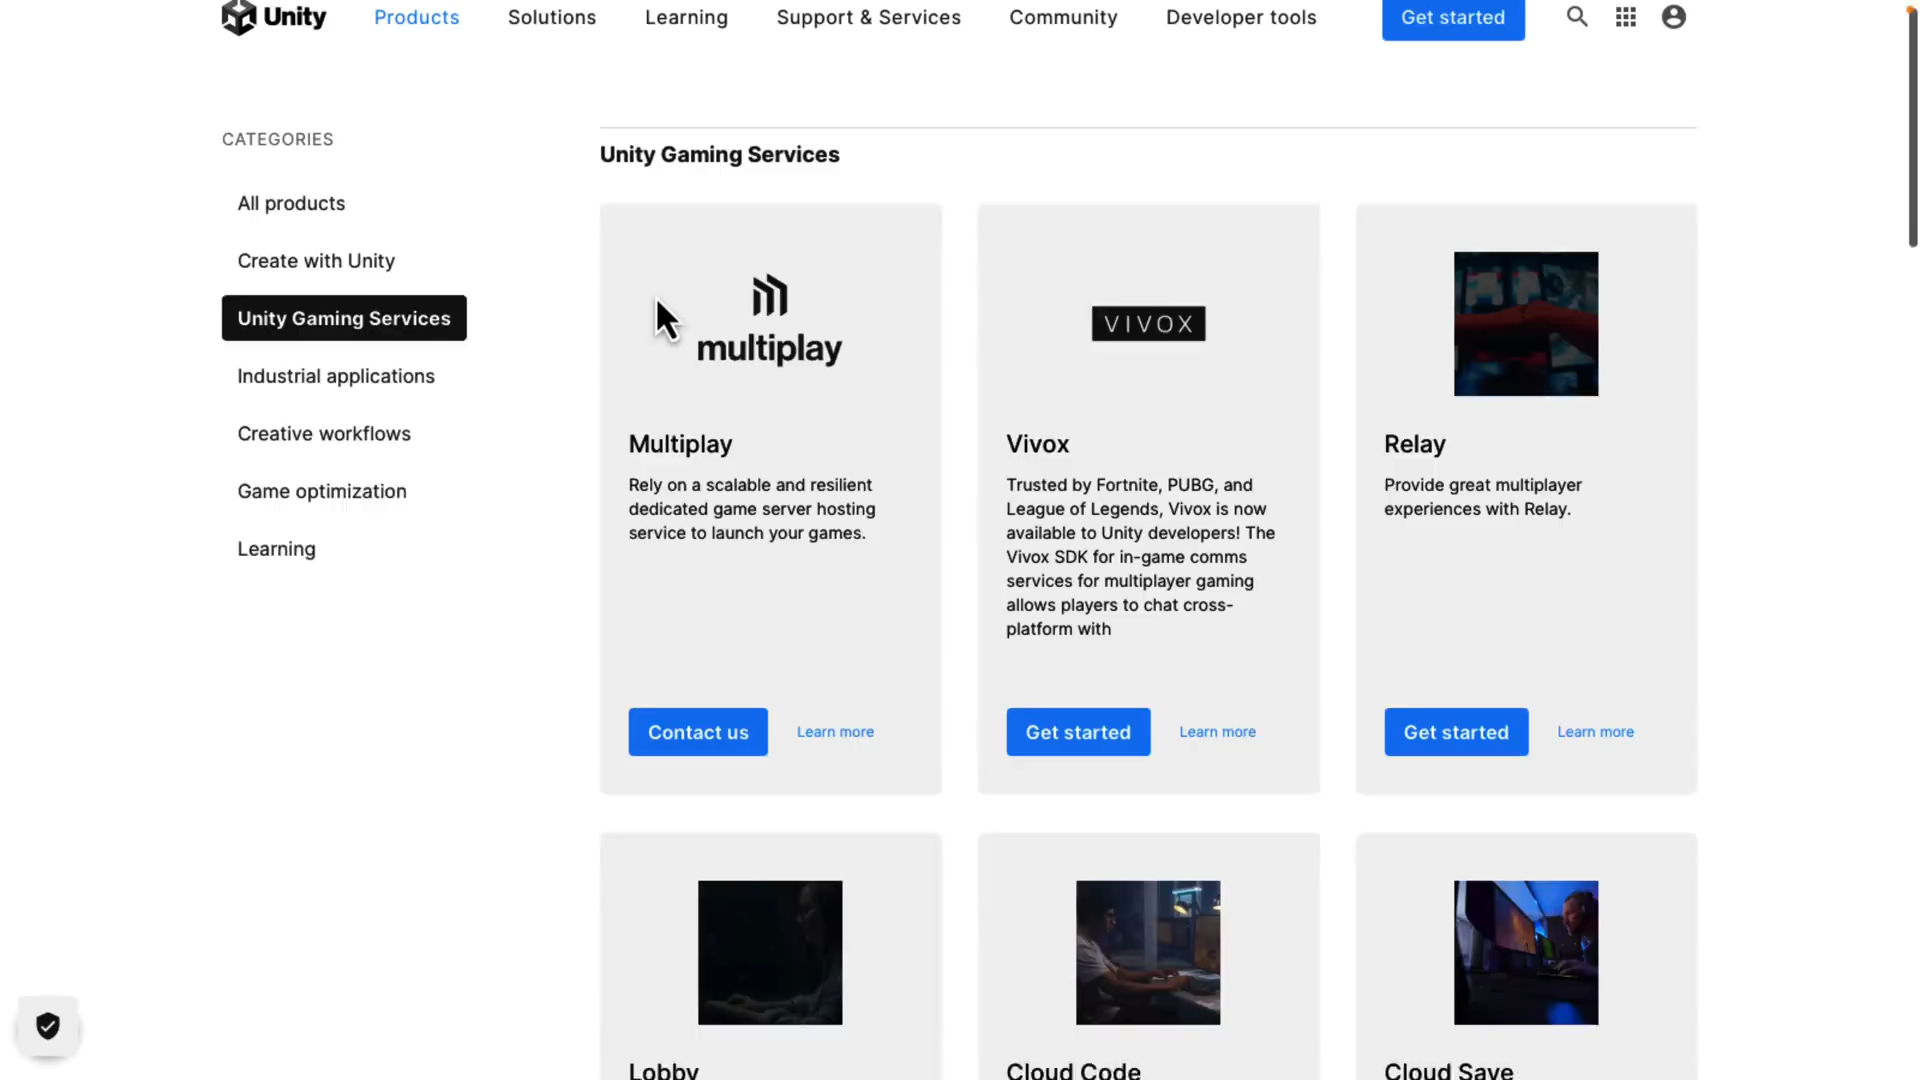 Unity
Products
Solutions
Learning
Support & Services
Community
Developer tools
Get started
CATEGORIES
All products
Create with Unity
Unity Gaming Services
Industrial applications
Creative workflows
Game optimization
Learning
Unity Gaming Services
multiplay
Multiplay
Rely on a scalable and resilient
dedicated game server hosting
service to launch your games.
Contact us
Learn more
VIVOX
Vivox
Trusted by Fortnite, PUBG, and
League of Legends, Vivox is now
available to Unity developers! The
Vivox SDK for in-game comms
services for multiplayer gaming
allows players to chat cross-
platform with
Get started
Learn more
Relay
Provide great multiplayer
experiences with Relay.
Get started
Learn more
Lobby
Cloud Code
Cloud Save